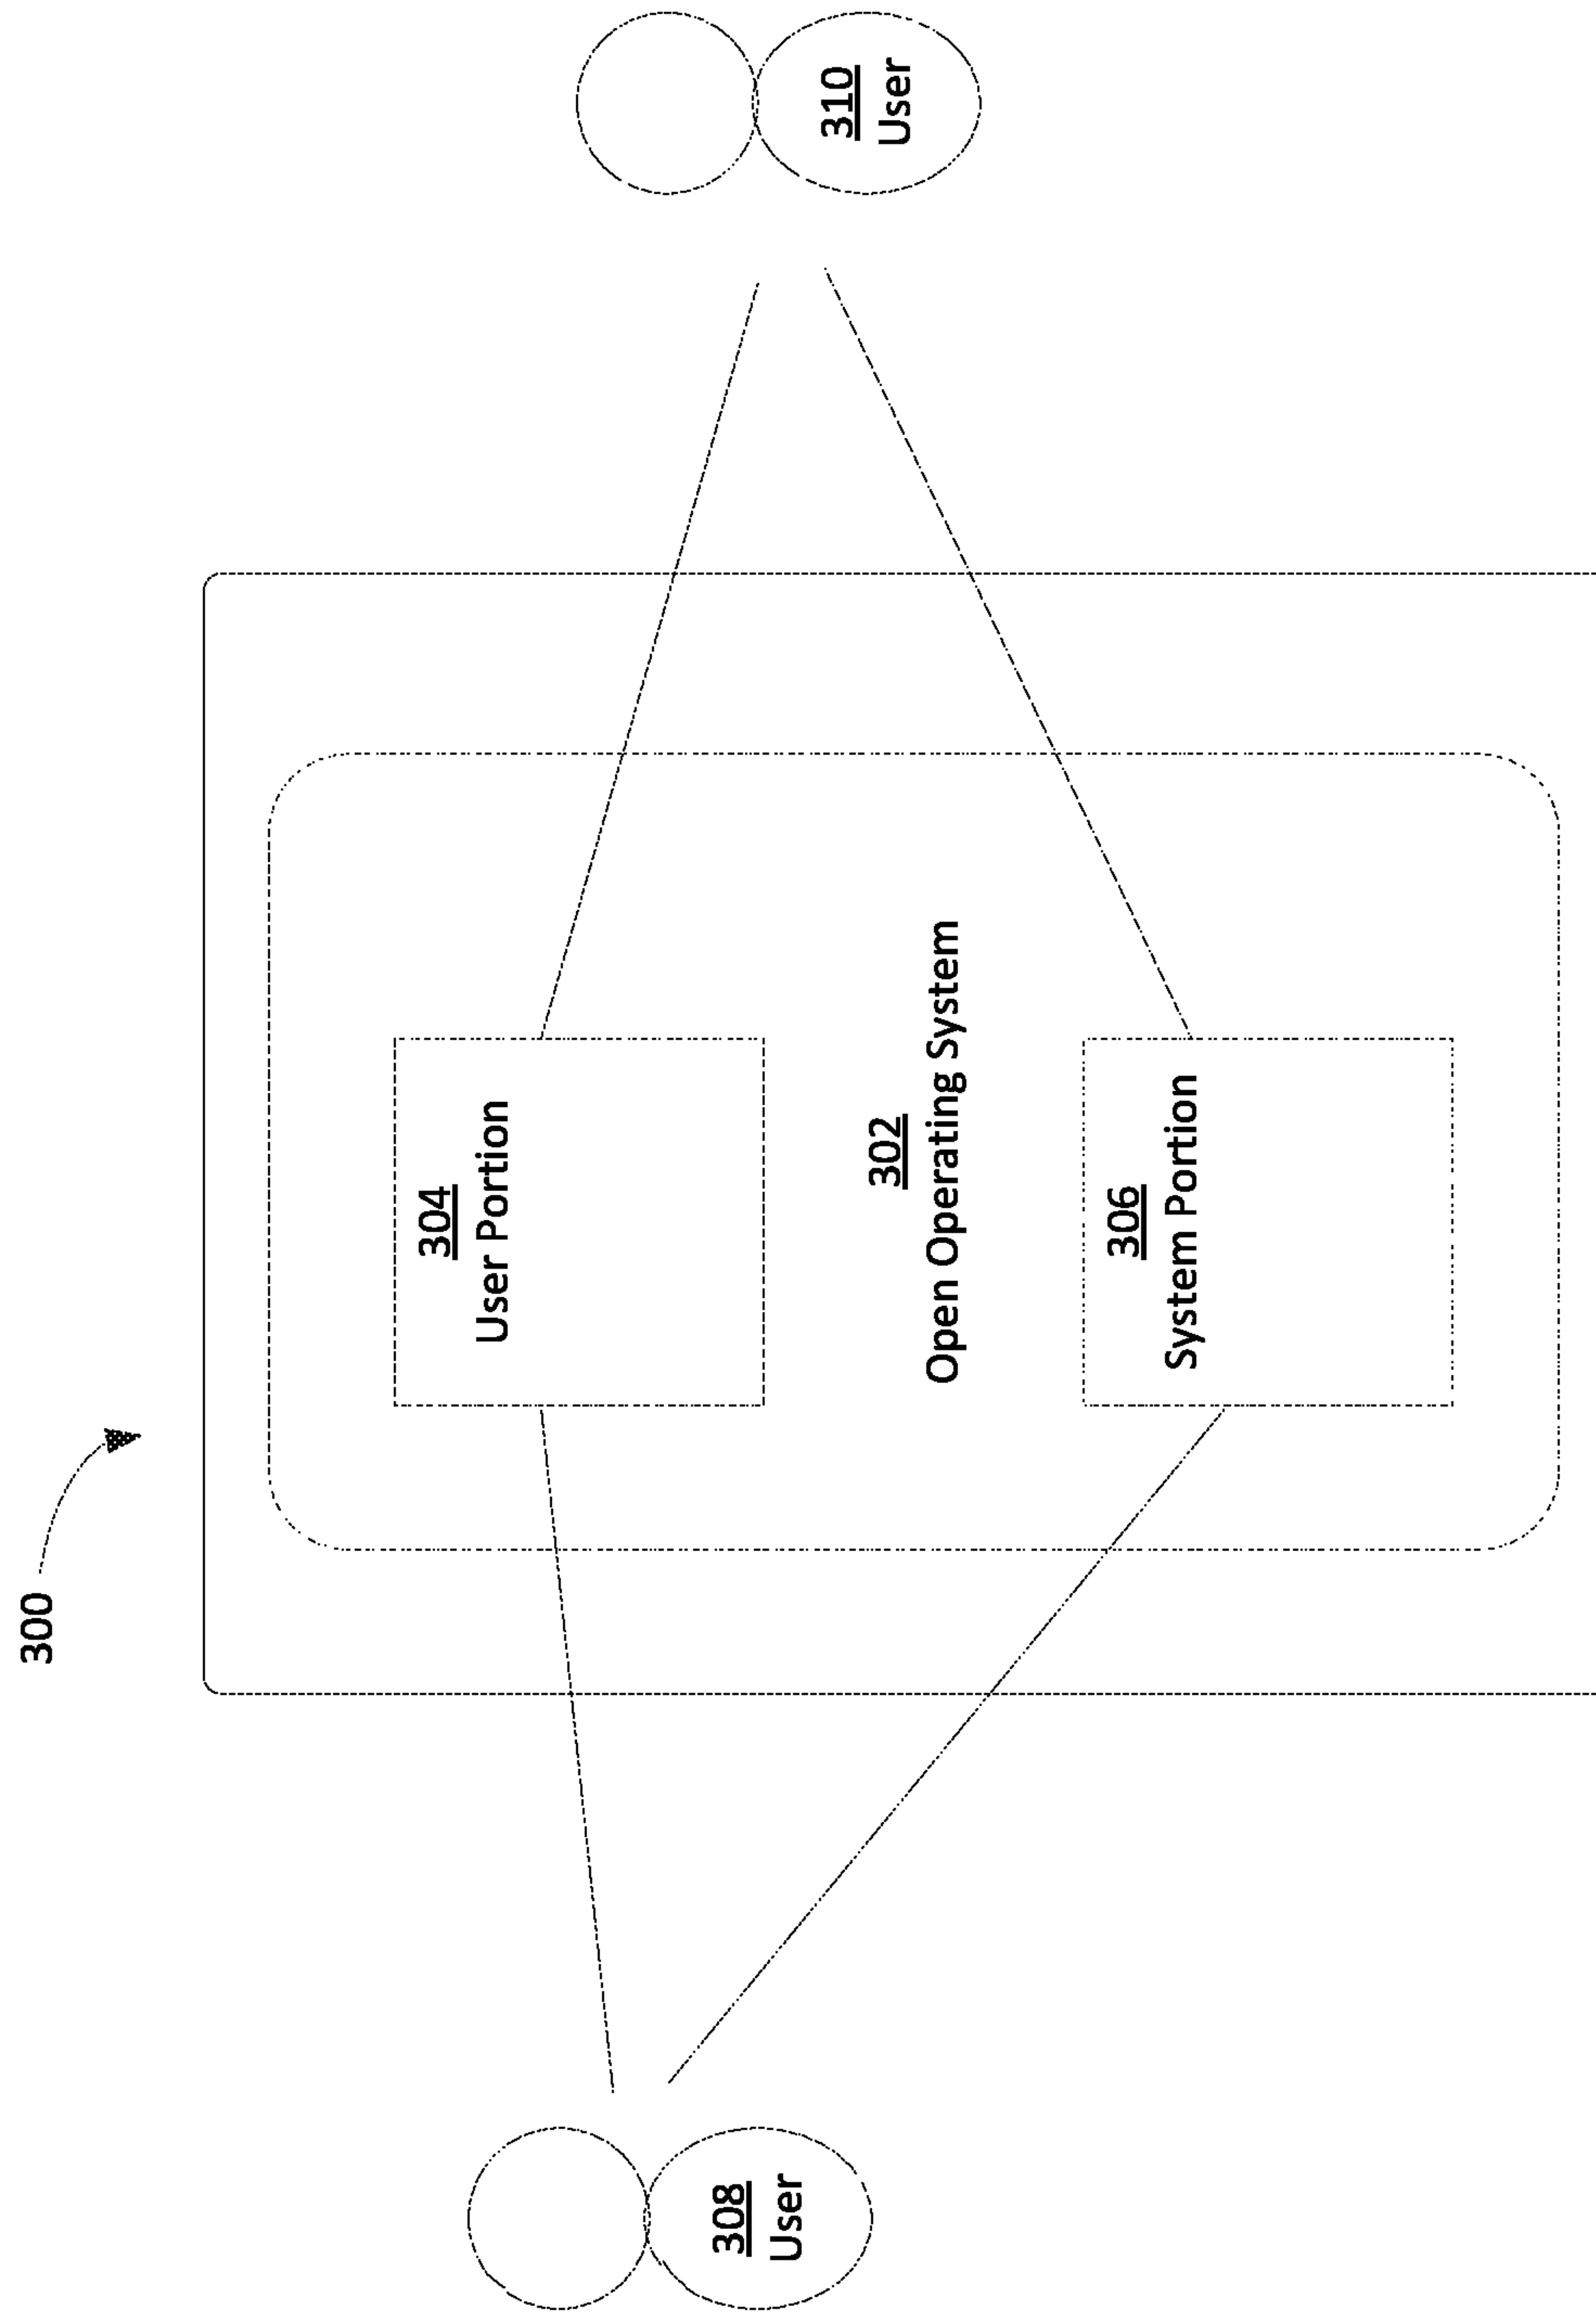 300
304
User Portion
302
Open Operating System
306
System Portion
308
User
310
User